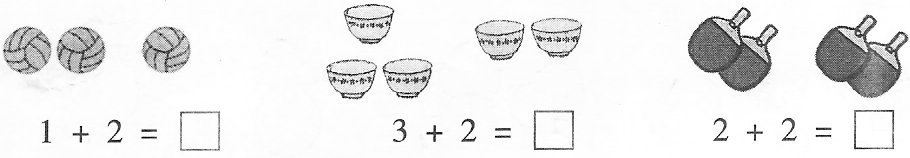 1 + 2 = □ 3 + 2 = □ 2 + 2 = □